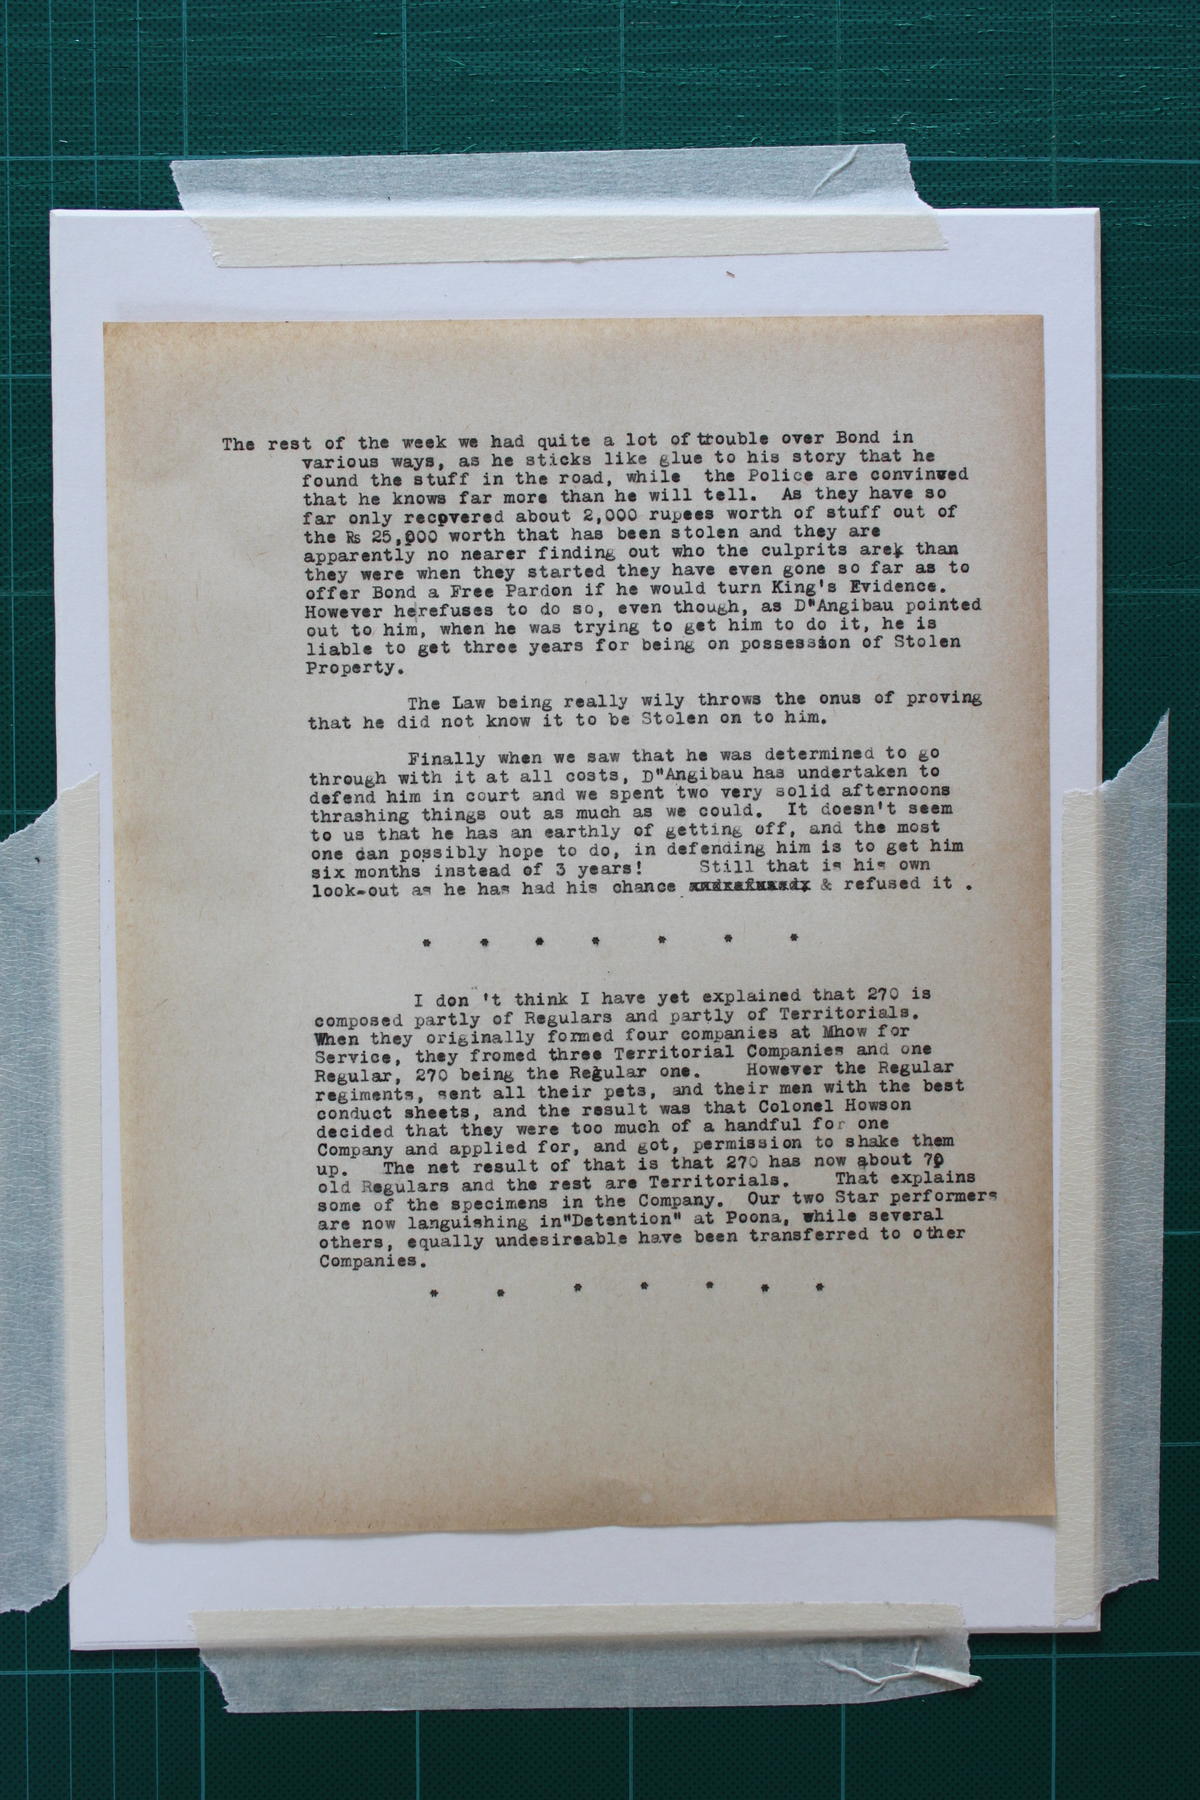 The rest of the week we had quite a lot of trouble over Bond in
various ways, as he sticks like glue to his story that he
found the stuff in the road, while the Police are convinved
that he knows far more than he will tell. As they have so
far only recovered about 2,000 rupees worth of stuff out of
the Rs 25,000 worth that has been stolen and they are
apparently no nearer finding out who the culprits are than
they were when they started they have even gone so far as to
offer Bond a Free Pardon if he would turn King's Evidence.
However he refuses to do so, even though, as D"Angibau pointed
out to him, when he was trying to get him to do it, he is
liable to get three years for being on possession of Stolen
Property.
The Law being really wily throws the onus of proving
that he did not know it to be Stolen on to him.
Finally when we saw that he was determined to go
through with it at all costs, D"Angibau has undertaken to
defend him in court and we spent two very solid afternoons
thrashing things out as much as we could. It doesn't seem
to us that he has an earthly of getting off, and the most
one can possibly hope to do, in defending him is to get him
six months instead of 3 years! Still that is his own
look-out as he has had his chance & refused it .
* * * * * * *
I don 't think I have yet explained that 270 is
composed partly of Regulars and partly of Territorials.
When they originally formed four companies at Mhow for
Service, they fromed three Territorial Companies and one
Regular, 270 being the Regular one. However the Regular
regiments, sent all their pets, and their men with the best
conduct sheets, and the result was that Colonel Howson
decided that they were too much of a handful for one
Company and applied for, and got, permission to shake them
up. The net result of that is that 270 has now about 70
old Regulars and the rest are Territorials. That explains
some of the specimens in the Company. Our two Star performers
are now languishing in"Detention" at Poona, while several
others, equally undesireable have been transferred to other
Companies.
* * * * * * *